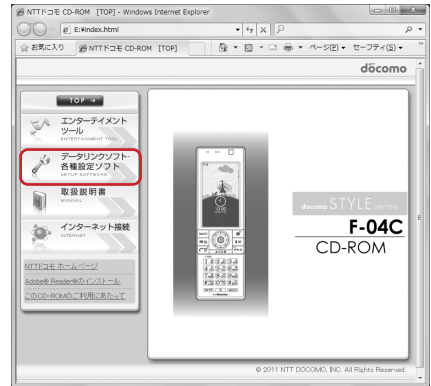 NTTドコモ CD-ROM [TOP] - Windows Internet Explorer
E:¥index.html
お気に入り
NTTドコモ CD-ROM [TOP]
ページ(P)
セーフティ(S)
döcomo
TOP →
エンターテイメント
ツール
ENTERTAINMENT TOOL
データリンクソフト・
各種設定ソフト
SETUP SOFTWARE
取扱説明書
MANUAL
インターネット接続
INTERNET
NTTドコモ ホームページ
Adobe® Reader®のインストール
このCD-ROMのご利用にあたって
docomo STYLE series
F-04C
CD-ROM
© 2011 NTT DOCOMO, INC. All Rights Reserved.